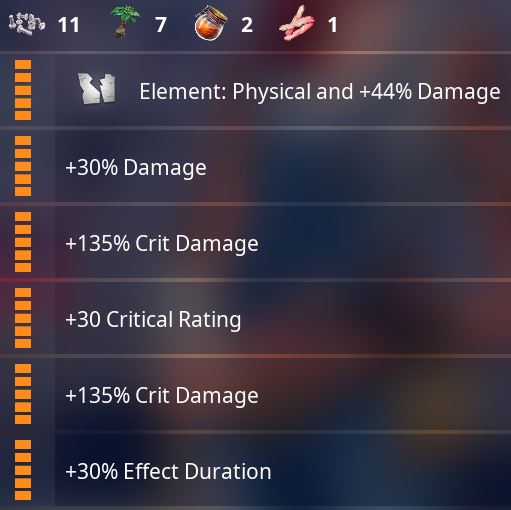 11 7 2 1
Element: Physical and +44% Damage
+30% Damage
+135% Crit Damage
+30 Critical Rating
+135% Crit Damage
+30% Effect Duration